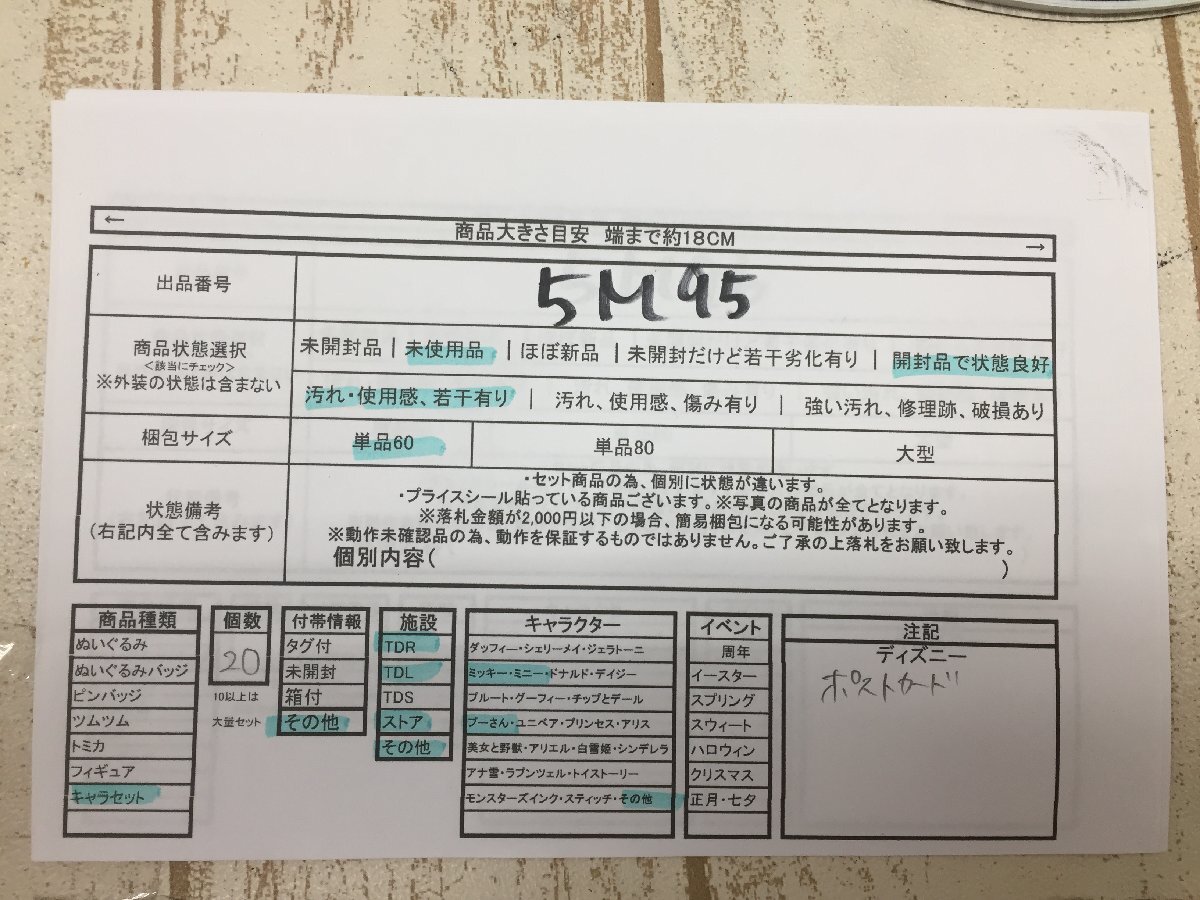 ← 商品大きさ目安 端まで約18CM →
出品番号 5M95
商品状態選択
<該当にチェック>
※外装の状態は含まない
未開封品 | 未使用品 | ほぼ新品 | 未開封だけど若干劣化有り | 開封品で状態良好
汚れ・使用感、若干有り | 汚れ、使用感、傷み有り | 強い汚れ、修理跡、破損あり
梱包サイズ 単品60 単品80 大型
状態備考
(右記内全て含みます)
・セット商品の為、個別に状態が違います。
・プライスシール貼っている商品ございます。※写真の商品が全てとなります。
※落札金額が2,000円以下の場合、簡易梱包になる可能性があります。
※動作未確認品の為、動作を保証するものではありません。ご了承の上落札をお願い致します。
個別内容( )
商品種類
ぬいぐるみ
ぬいぐるみバッジ
ピンバッジ
ツムツム
トミカ
フィギュア
キャラセット
個数
20
10以上は
大量セット
付帯情報
タグ付
未開封
箱付
その他
施設
TDR
TDL
TDS
ストア
その他
キャラクター
ダッフィー・シェリーメイ・ジェラトーニ
ミッキー・ミニー・ドナルド・デイジー
プルート・グーフィー・チップとデール
プーさん・ユニベア・プリンセス・アリス
美女と野獣・アリエル・白雪姫・シンデレラ
アナ雪・ラプンツェル・トイストーリー
モンスターズインク・スティッチ・その他
イベント
周年
イースター
スプリング
スウィート
ハロウィン
クリスマス
正月・七夕
注記
ディズニー
ポストカード